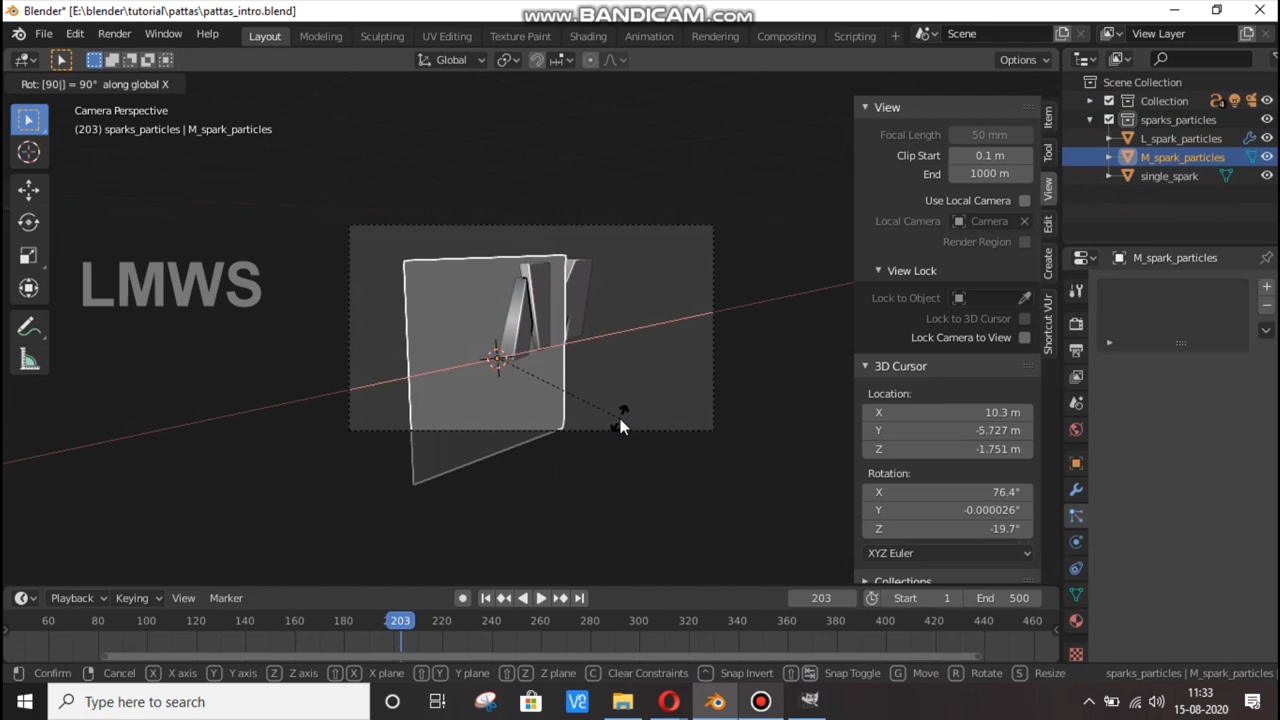 Blender* [E:\blender\tutorial\pattas\pattas_intro.blend]
www.BANDICAM.com
File Edit Render Window Help Layout Modeling Sculpting UV Editing Texture Paint Shading Animation Rendering Compositing Scripting + Scene View Layer
Global Options
Rot: [90|] = 90° along global X
Camera Perspective
(203) sparks_particles | M_spark_particles
LMWS
View
Focal Length 50 mm
Clip Start 0.1 m
End 1000 m
Use Local Camera
Local Camera Camera
Render Region
View Lock
Lock to Object
Lock to 3D Cursor
Lock Camera to View
3D Cursor
Location:
X 10.3 m
Y -5.727 m
Z -1.751 m
Rotation:
X 76.4°
Y -0.000026°
Z -19.7°
XYZ Euler
Collections
Item
Tool
View
Edit
Create
Shortcut VUr
Scene Collection
Collection 4
sparks_particles
L_spark_particles
M_spark_particles
single_spark
M_spark_particles
Playback Keying View Marker 203 Start 1 End 500
60 80 100 120 140 160 180 203 220 240 260 280 300 320 340 360 380 400 420 440 460
Confirm Cancel X X axis Y Y axis Z Z axis X X plane Y Y plane Z Z plane C Clear Constraints Snap Invert Snap Toggle G Move R Rotate S Resize sparks_particles | M_spark_particles
Type here to search
11:33
15-08-2020